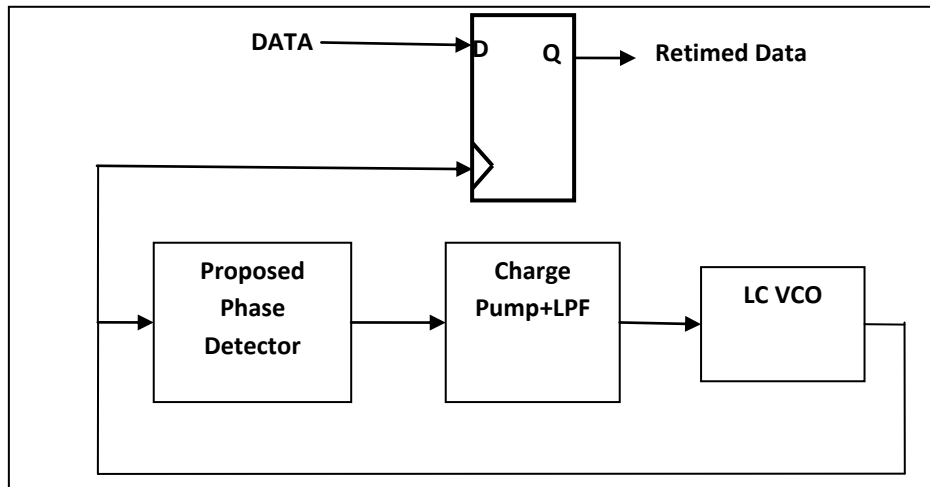 DATA
D
Q
Retimed Data
Proposed
Phase
Detector
Charge
Pump+LPF
LC VCO